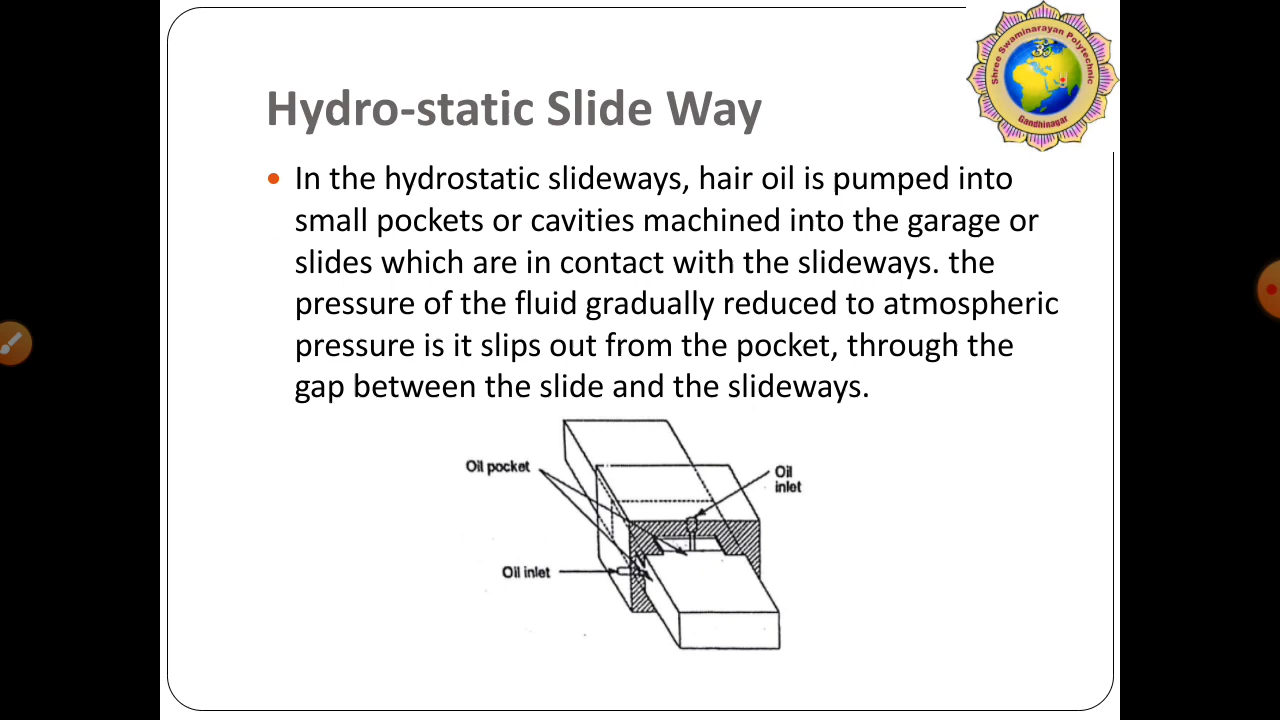 Shree Swaminarayan Polytechnic
ॐ
Gandhinagar
Hydro-static Slide Way
• In the hydrostatic slideways, hair oil is pumped into
small pockets or cavities machined into the garage or
slides which are in contact with the slideways. the
pressure of the fluid gradually reduced to atmospheric
pressure is it slips out from the pocket, through the
gap between the slide and the slideways.
Oil pocket
Oil
inlet
Oil inlet